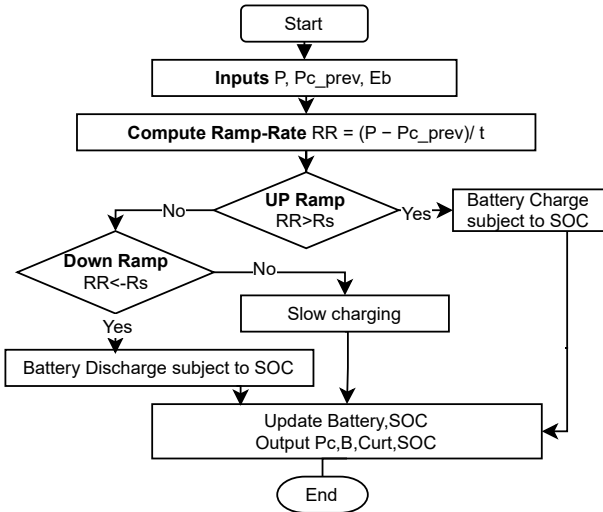 Start
Inputs P, Pc_prev, Eb
Compute Ramp-Rate RR = (P − Pc_prev)/ t
UP Ramp
RR>Rs
No
Yes
Battery Charge
subject to SOC
Down Ramp
RR<-Rs
No
Yes
Slow charging
Battery Discharge subject to SOC
Update Battery,SOC
Output Pc,B,Curt,SOC
End